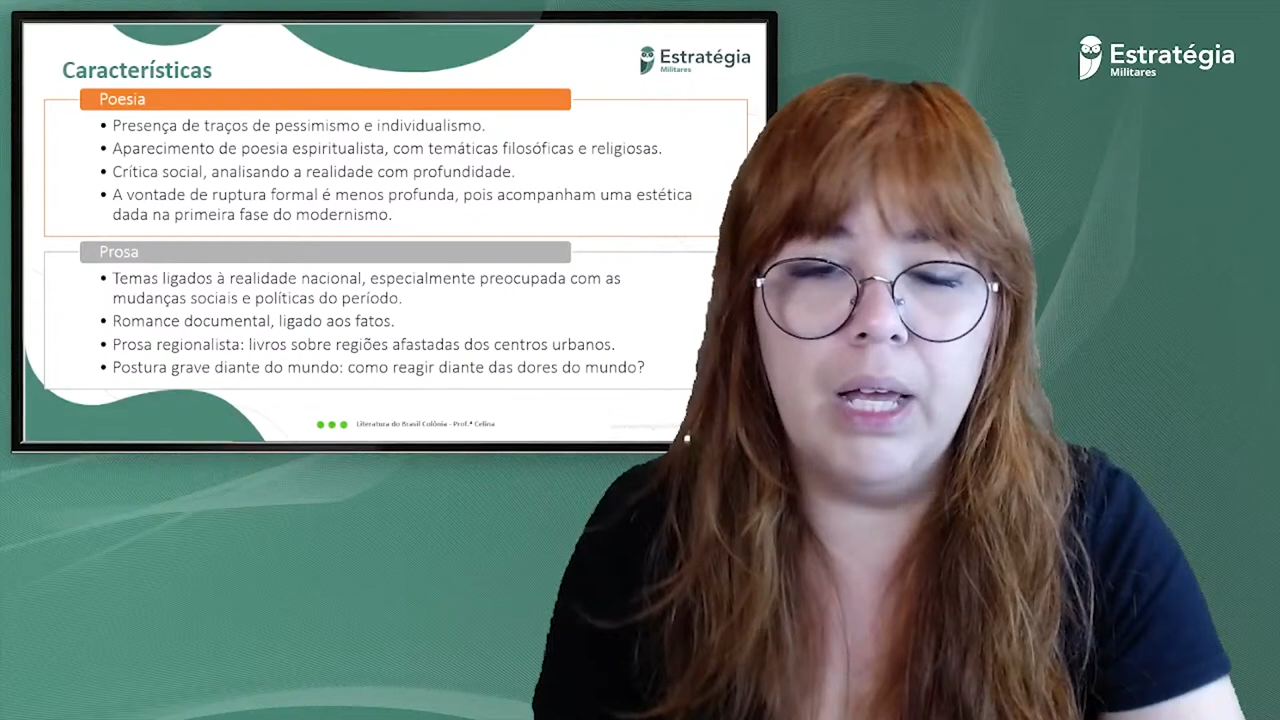 Características
Estratégia
Militares
Estratégia
Militares
Poesia
• Presença de traços de pessimismo e individualismo.
• Aparecimento de poesia espiritualista, com temáticas filosóficas e religiosas.
• Crítica social, analisando a realidade com profundidade.
• A vontade de ruptura formal é menos profunda, pois acompanham uma estética
dada na primeira fase do modernismo.
Prosa
• Temas ligados à realidade nacional, especialmente preocupada com as
mudanças sociais e políticas do período.
• Romance documental, ligado aos fatos.
• Prosa regionalista: livros sobre regiões afastadas dos centros urbanos.
• Postura grave diante do mundo: como reagir diante das dores do mundo?
Literatura do Brasil Colônia - Prof.ª Celina